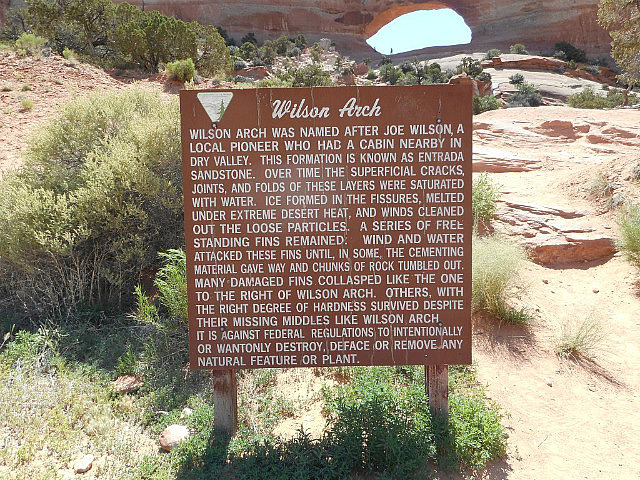 Wilson Arch
WILSON ARCH WAS NAMED AFTER JOE WILSON, A
LOCAL PIONEER WHO HAD A CABIN NEARBY IN
DRY VALLEY. THIS FORMATION IS KNOWN AS ENTRADA
SANDSTONE. OVER TIME THE SUPERFICIAL CRACKS,
JOINTS, AND FOLDS OF THESE LAYERS WERE SATURATED
WITH WATER. ICE FORMED IN THE FISSURES, MELTED
UNDER EXTREME DESERT HEAT, AND WINDS CLEANED
OUT THE LOOSE PARTICLES. A SERIES OF FREE
STANDING FINS REMAINED. WIND AND WATER
ATTACKED THESE FINS UNTIL, IN SOME, THE CEMENTING
MATERIAL GAVE WAY AND CHUNKS OF ROCK TUMBLED OUT.
MANY DAMAGED FINS COLLASPED LIKE THE ONE
TO THE RIGHT OF WILSON ARCH. OTHERS, WITH
THE RIGHT DEGREE OF HARDNESS SURVIVED DESPITE
THEIR MISSING MIDDLES LIKE WILSON ARCH.
IT IS AGAINST FEDERAL REGULATIONS TO INTENTIONALLY
OR WANTONLY DESTROY, DEFACE OR REMOVE ANY
NATURAL FEATURE OR PLANT.